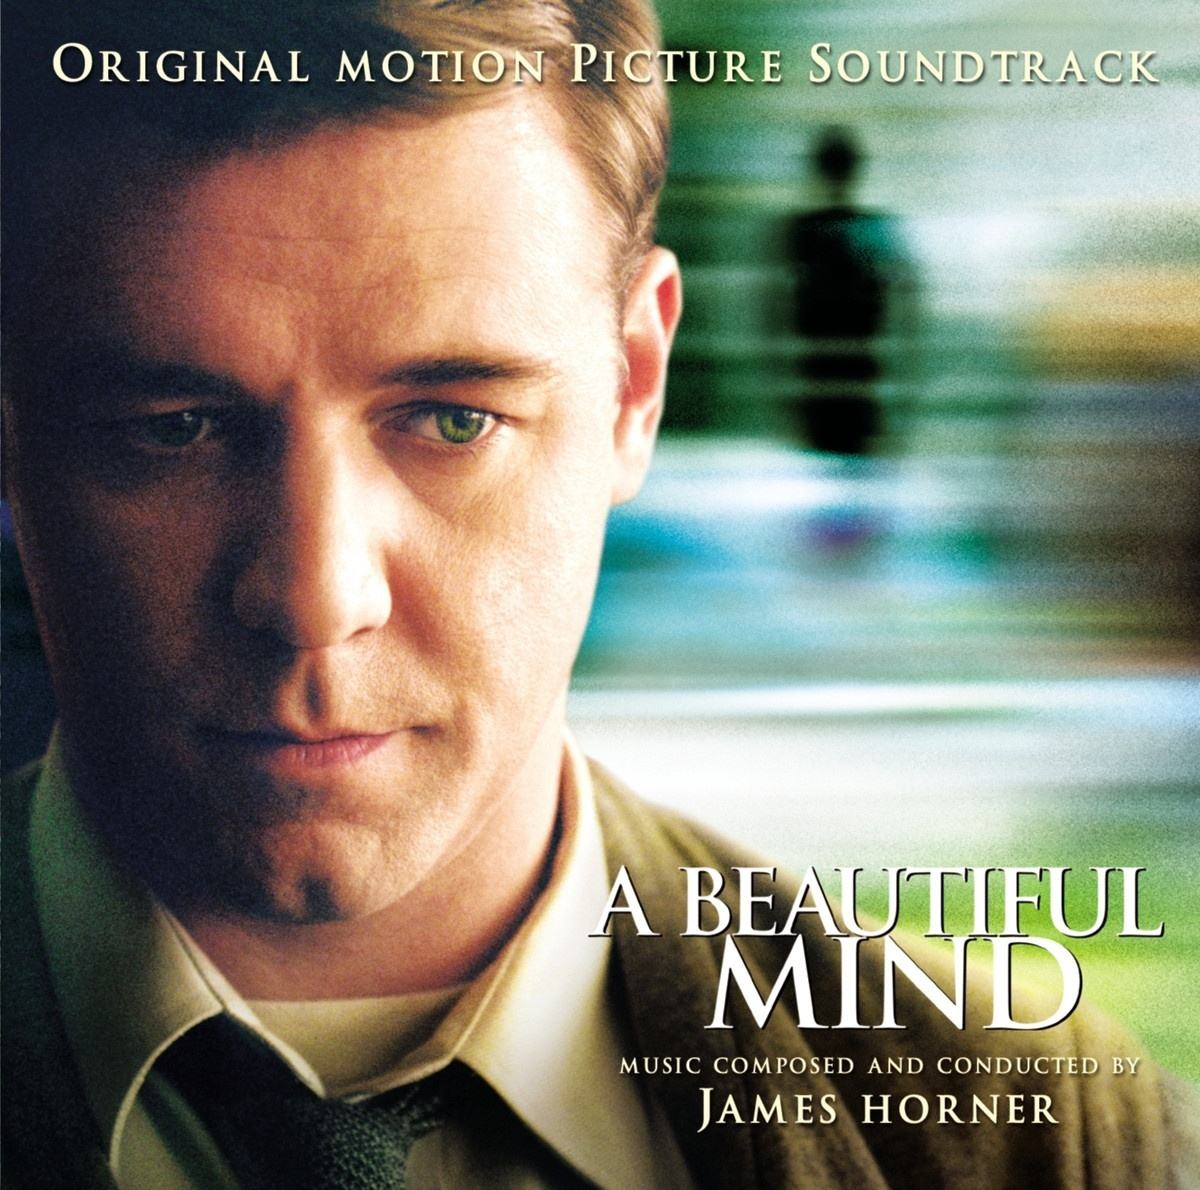 ORIGINAL MOTION PICTURE SOUNDTRACK
A BEAUTIFUL
MIND
MUSIC COMPOSED AND CONDUCTED BY
JAMES HORNER